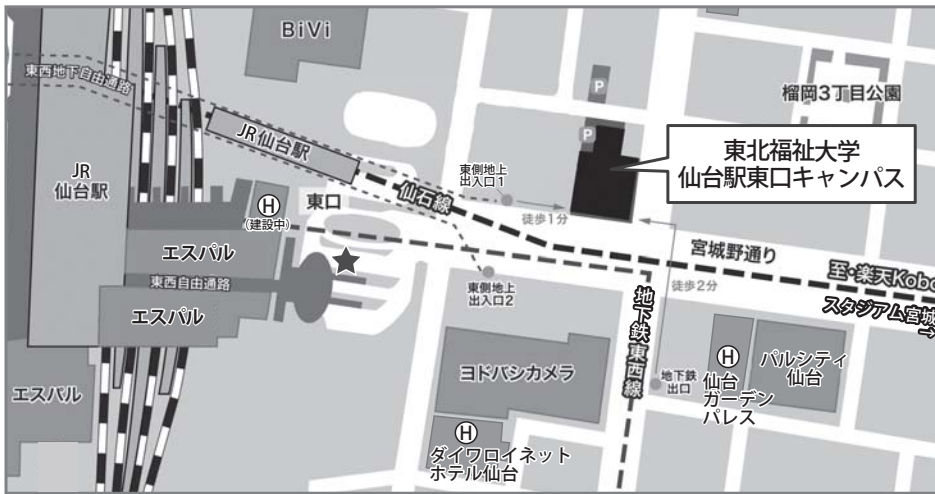 BiVi
東西地下自由通路
P
榴岡3丁目公園
P
JR仙台駅
東北福祉大学
仙台駅東口キャンパス
JR
仙台駅
東側地上
出入口1
仙石線
H
(建設中)
東口
徒歩1分
エスパル
宮城野通り
至・楽天Kobo
スタジアム宮城
→
東西自由通路
東側地上
出入口2
徒歩2分
エスパル
地下鉄東西線
ヨドバシカメラ
地下鉄
出口
H
仙台
ガーデン
パレス
パルシティ
仙台
エスパル
H
ダイワロイネット
ホテル仙台